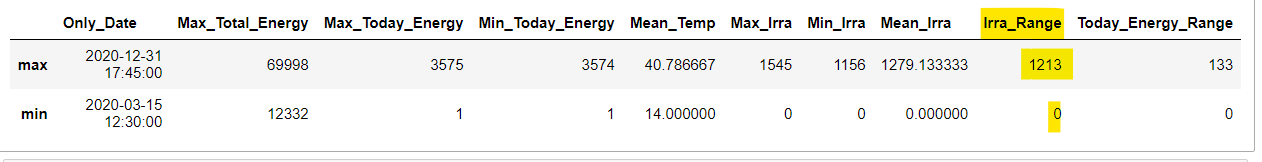 Only_Date Max_Total_Energy Max_Today_Energy Min_Today_Energy Mean_Temp Max_Irra Min_Irra Mean_Irra Irra_Range Today_Energy_Range
max 2020-12-31 17:45:00 69998 3575 3574 40.786667 1545 1156 1279.133333 1213 133
min 2020-03-15 12:30:00 12332 1 1 14.000000 0 0 0.000000 0 0